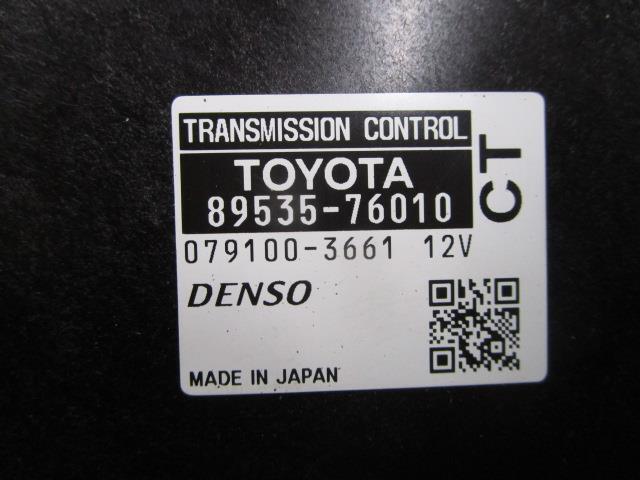 TRANSMISSION CONTROL
TOYOTA
89535-76010
CT
079100-3661 12V
DENSO
MADE IN JAPAN